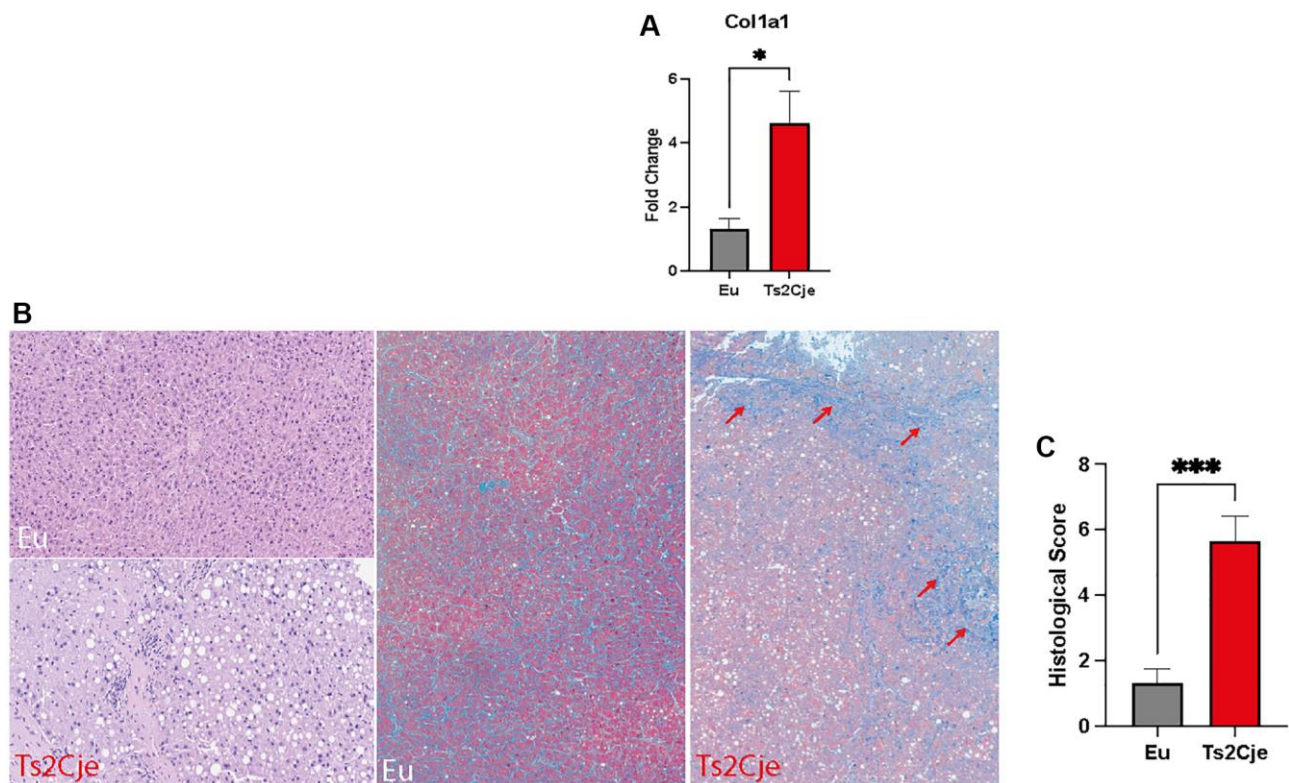 A
Col1a1
*
Fold Change
6
4
2
0
Eu
Ts2Cje
B
Eu
Ts2Cje
Eu
Ts2Cje
C
***
Histological Score
8
6
4
2
0
Eu
Ts2Cje